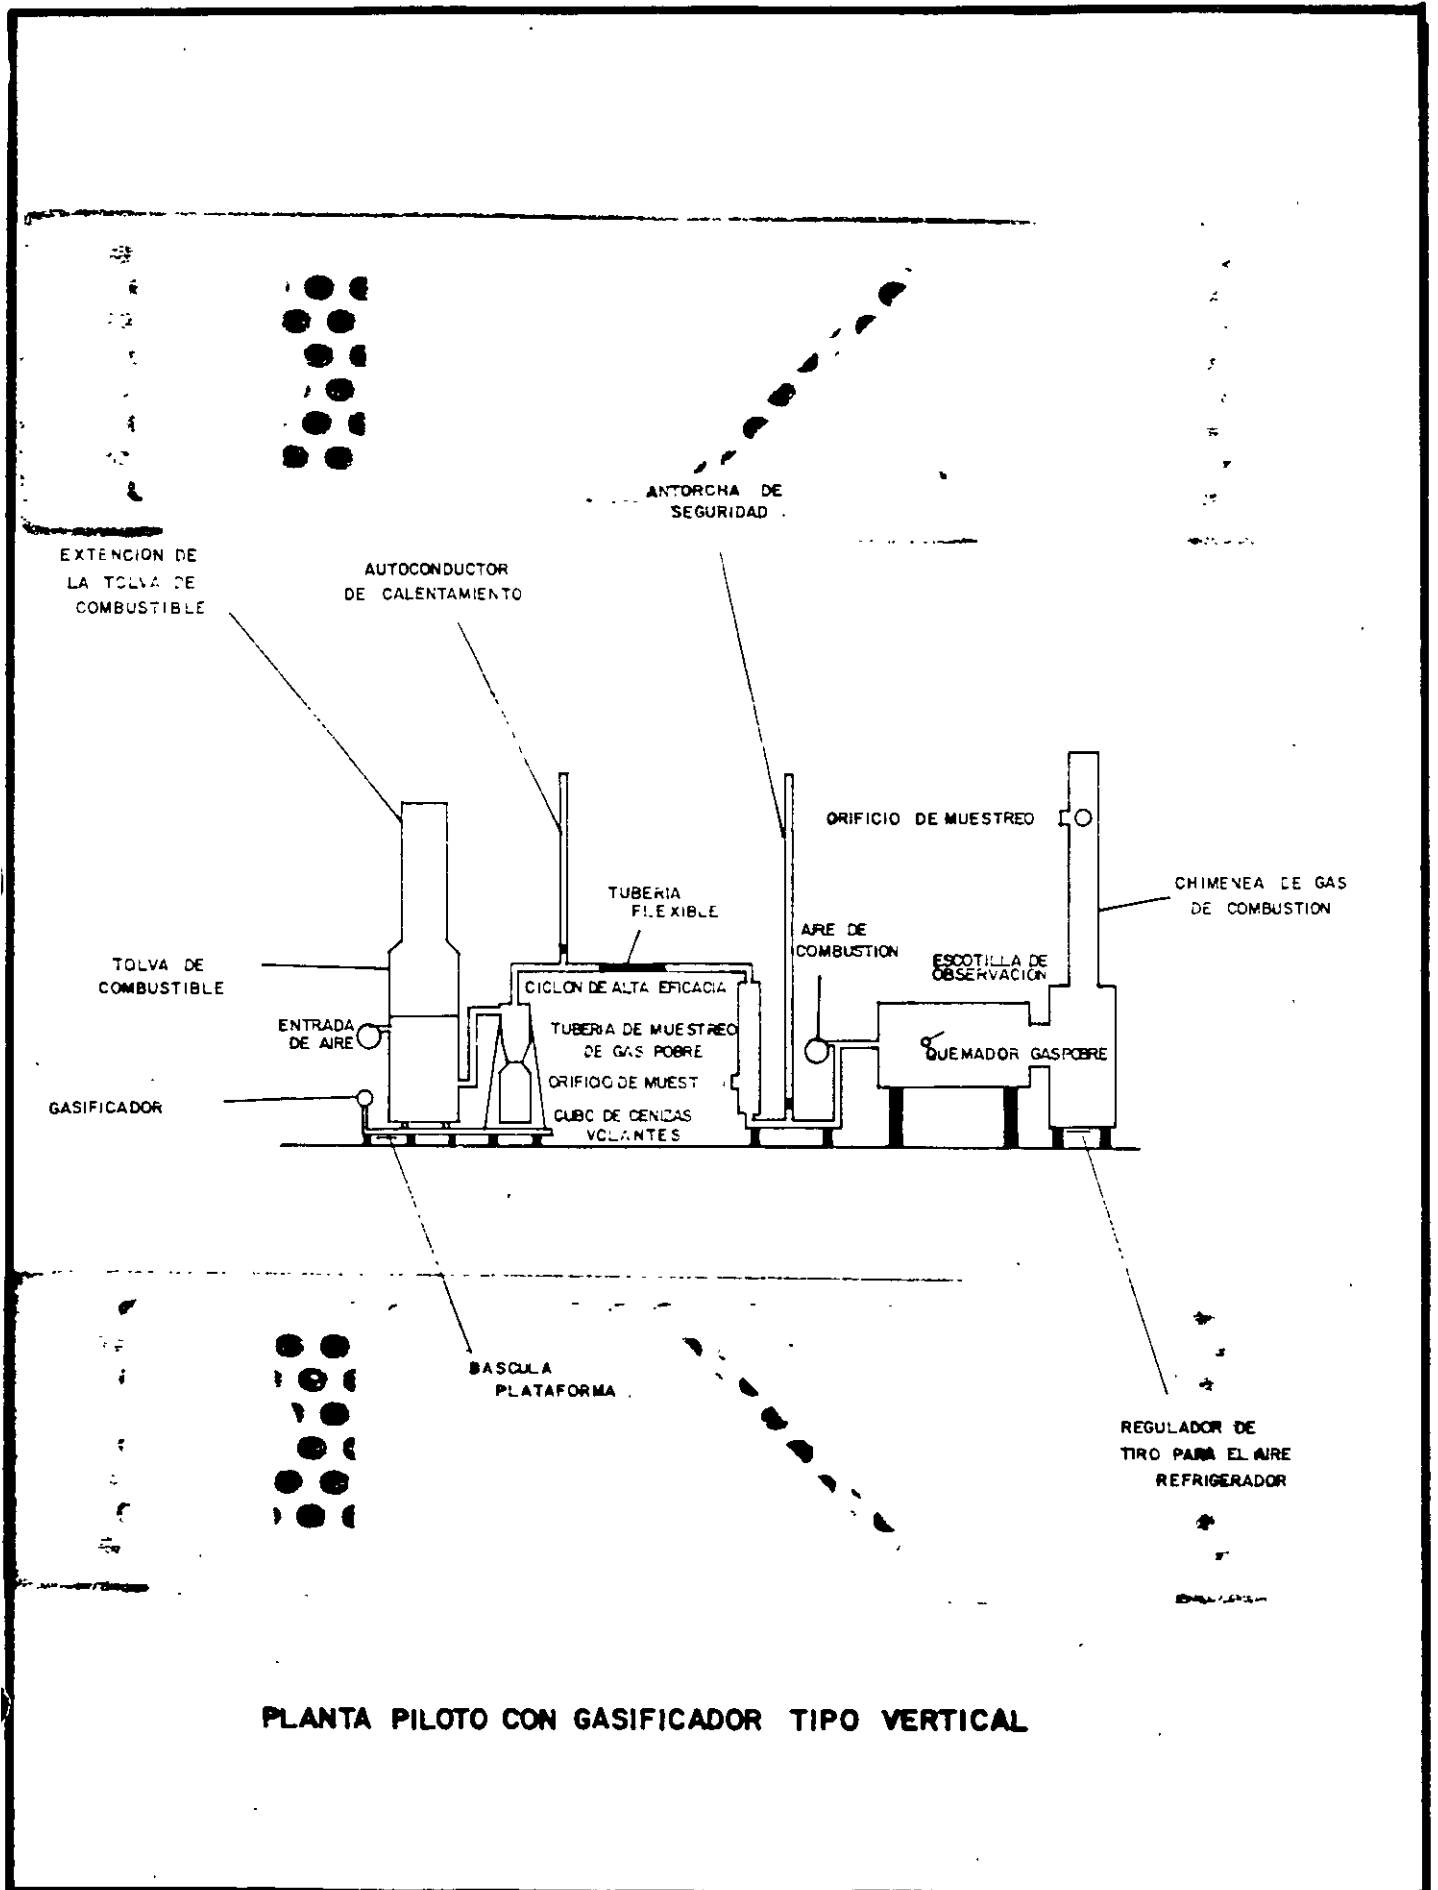 ANTORCHA DE
SEGURIDAD
EXTENCION DE
LA TOLVA DE
COMBUSTIBLE
AUTOCONDUCTOR
DE CALENTAMIENTO
ORIFICIO DE MUESTREO
CHIMENEA DE GAS
DE COMBUSTION
TUBERIA
FLEXIBLE
AIRE DE
COMBUSTION
ESCOTILLA DE
OBSERVACION
TOLVA DE
COMBUSTIBLE
CICLON DE ALTA EFICACIA
ENTRADA
DE AIRE
TUBERIA DE MUESTREO
DE GAS POBRE
QUEMADOR GASPOBRE
ORIFICIO DE MUEST
GASIFICADOR
CUBO DE CENIZAS
VOLANTES
BASCULA
PLATAFORMA
REGULADOR DE
TIRO PARA EL AIRE
REFRIGERADOR
PLANTA PILOTO CON GASIFICADOR TIPO VERTICAL